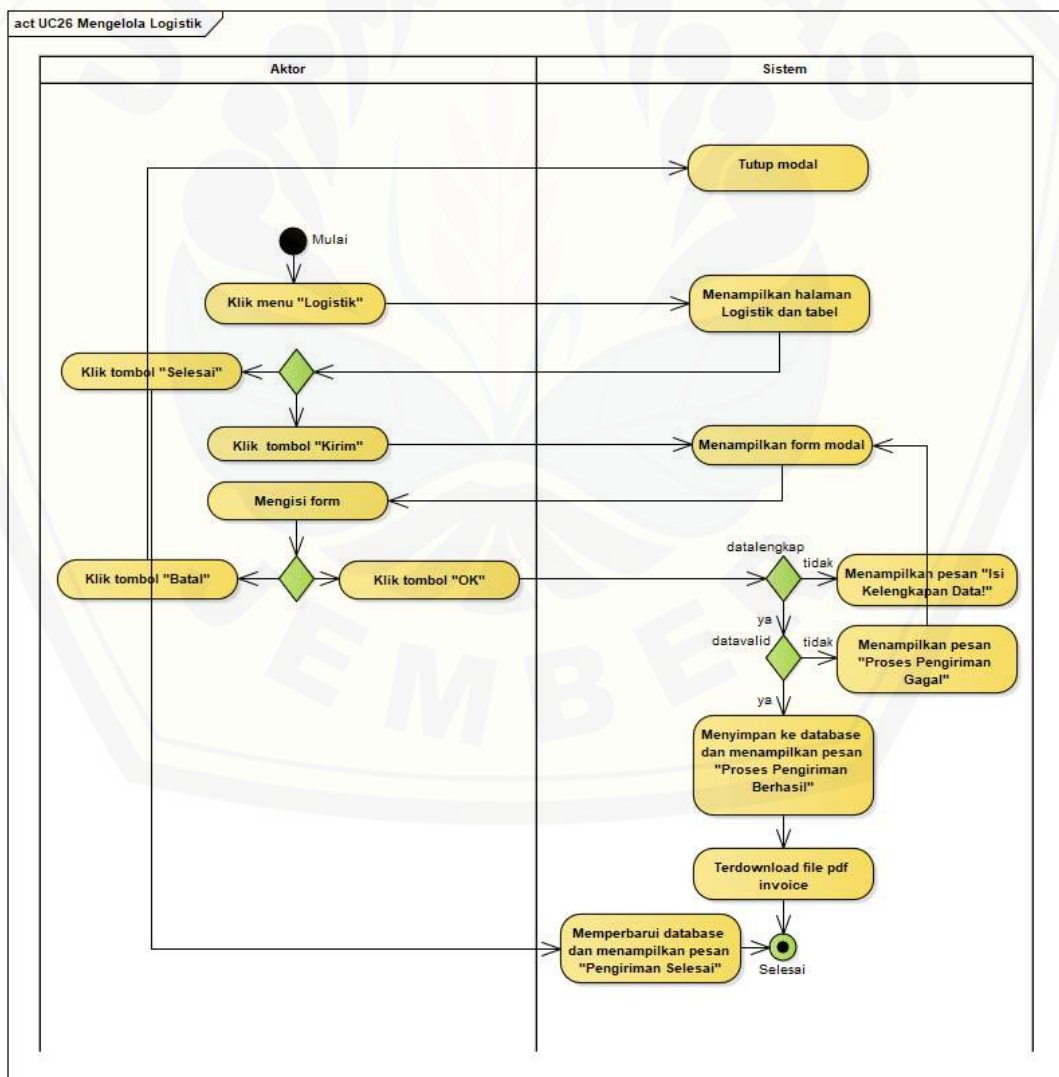 act UC26 Mengelola Logistik
Aktor
Sistem
Tutup modal
Mulai
Klik menu "Logistik"
Menampilkan halaman
Logistik dan tabel
Klik tombol "Selesai"
Klik tombol "Kirim"
Menampilkan form modal
Mengisi form
Klik tombol "Batal"
Klik tombol "OK"
datalengkap
tidak
Menampilkan pesan "Isi
Kelengkapan Data!"
ya
datavalid
tidak
Menampilkan pesan
"Proses Pengiriman
Gagal"
ya
Menyimpan ke database
dan menampilkan pesan
"Proses Pengiriman
Berhasil"
Terdownload file pdf
invoice
Memperbarui database
dan menampilkan pesan
"Pengiriman Selesai"
Selesai
JEMBER